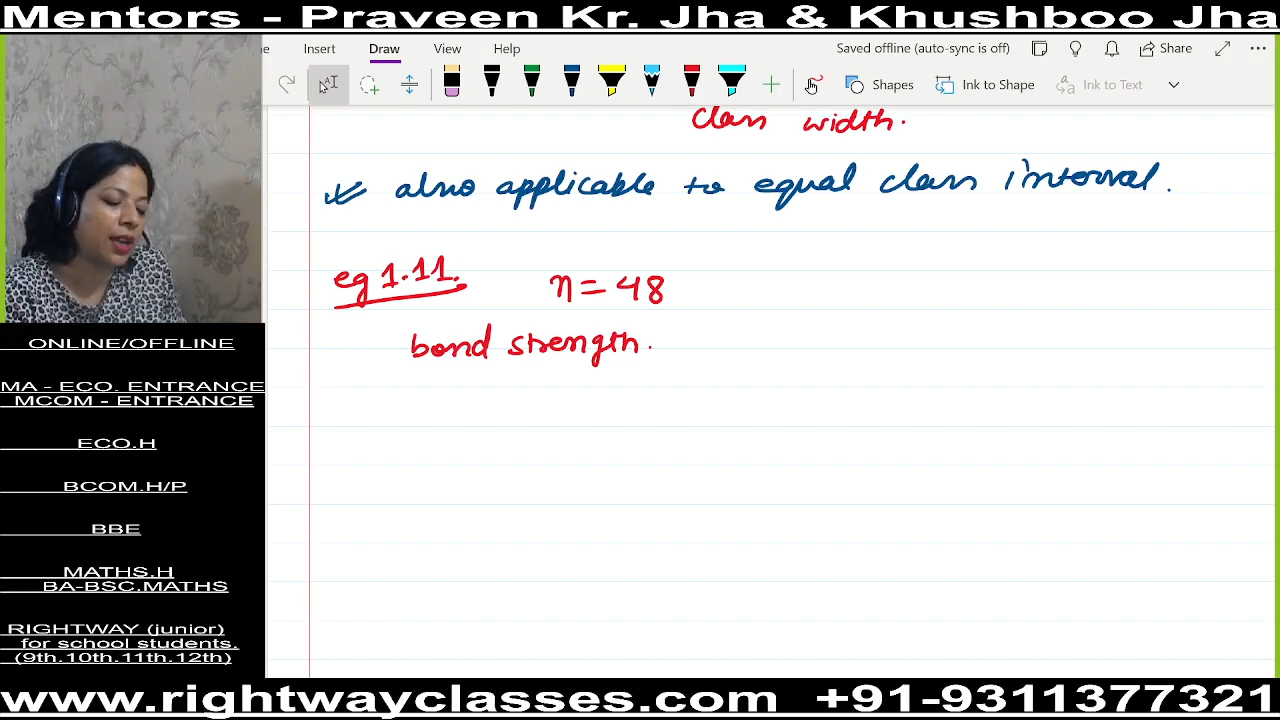 Mentors - Praveen Kr. Jha & Khushboo Jha
Insert Draw View Help Saved offline (auto-sync is off) Share
Shapes Ink to Shape Ink to Text
class width.
also applicable to equal class interval.
eg 1.11. n = 48
bond strength.
ONLINE/OFFLINE
MA - ECO. ENTRANCE
MCOM - ENTRANCE
ECO.H
BCOM.H/P
BBE
MATHS.H
BA-BSC.MATHS
RIGHTWAY (junior)
for school students.
(9th.10th.11th.12th)
www.rightwayclasses.com +91-9311377321